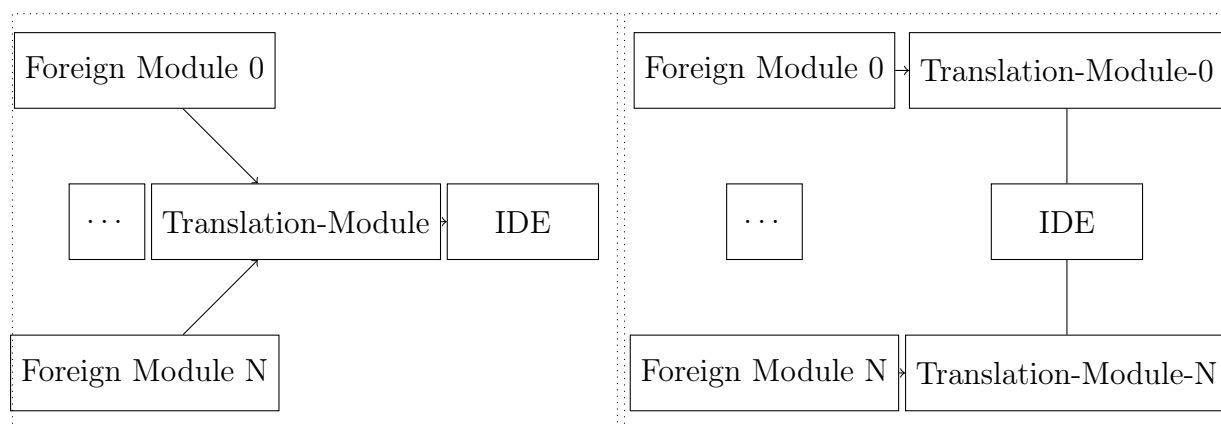 Foreign Module 0
··· Translation-Module IDE
Foreign Module N
Foreign Module 0 Translation-Module-0
··· IDE
Foreign Module N Translation-Module-N